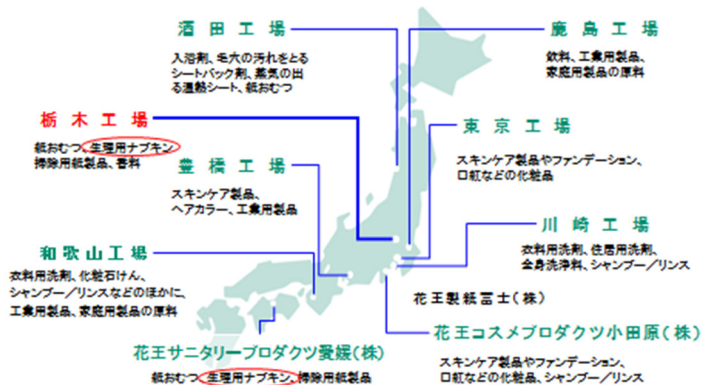 酒田工場
入浴剤、毛穴の汚れをとる
シートパック剤、蒸気の出
る温熱シート、紙おむつ
鹿島工場
飲料、工業用製品、
家庭用製品の原料
栃木工場
紙おむつ、生理用ナプキン
掃除用紙製品、香料
豊橋工場
スキンケア製品、
ヘアカラー、工業用製品
東京工場
スキンケア製品やファンデーション、
口紅などの化粧品
川崎工場
衣料用洗剤、住居用洗剤、
全身洗浄料、シャンプー/リンス
和歌山工場
衣料用洗剤、化粧石けん、
シャンプー/リンスなどのほかに、
工業用製品、家庭用製品の原料
花王製紙富士(株)
花王サニタリープロダクツ愛媛(株)
紙おむつ、生理用ナプキン、掃除用紙製品
花王コスメプロダクツ小田原(株)
スキンケア製品やファンデーション、
口紅などの化粧品、シャンプー/リンス